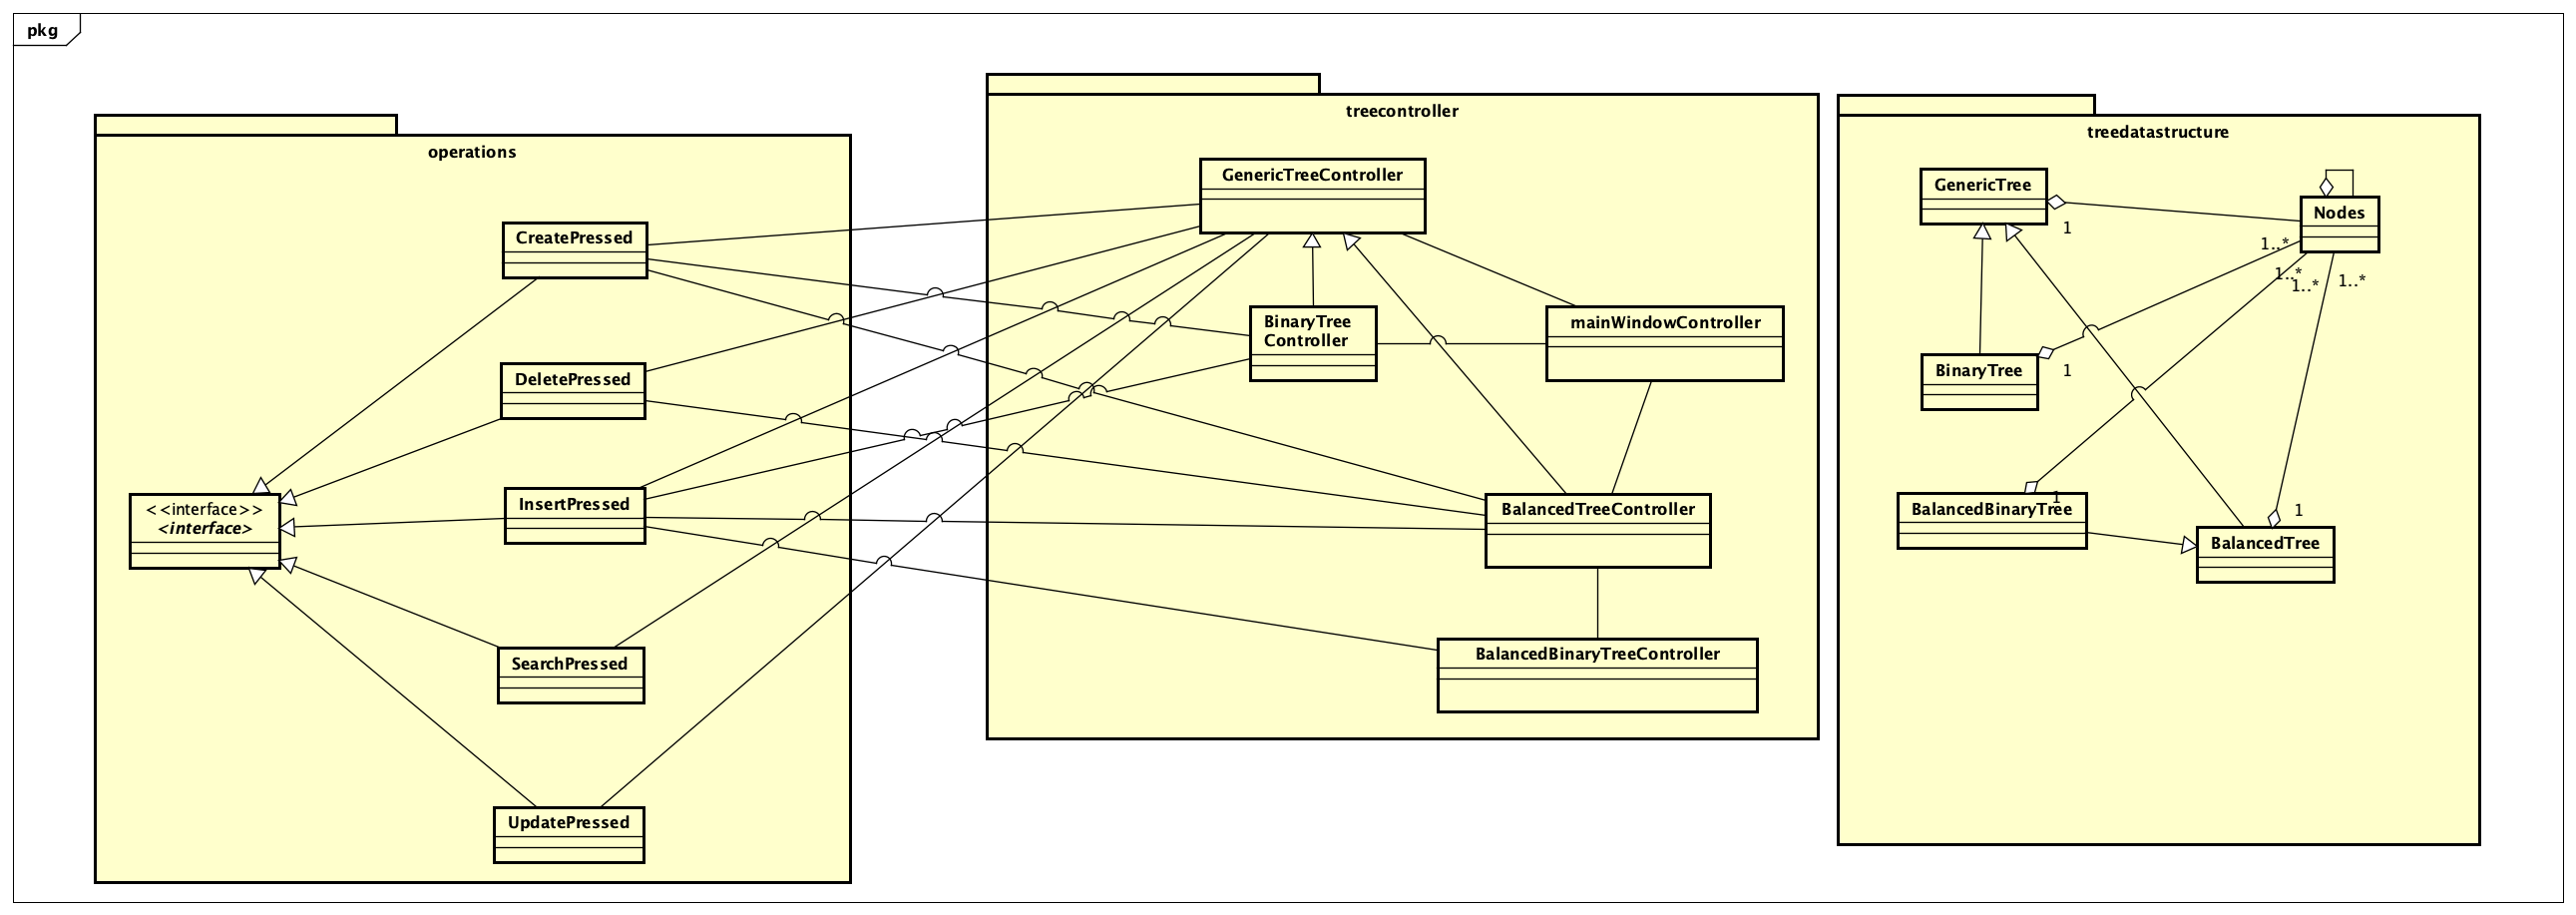 pkg
operations
CreatePressed
DeletePressed
InsertPressed
<<interface>>
<interface>
SearchPressed
UpdatePressed
treecontroller
GenericTreeController
BinaryTree
Controller
mainWindowController
BalancedTreeController
BalancedBinaryTreeController
treedatastructure
GenericTree
1
Nodes
1..*
1..*
1..*
1..*
BinaryTree
1
BalancedBinaryTree
1
1
BalancedTree